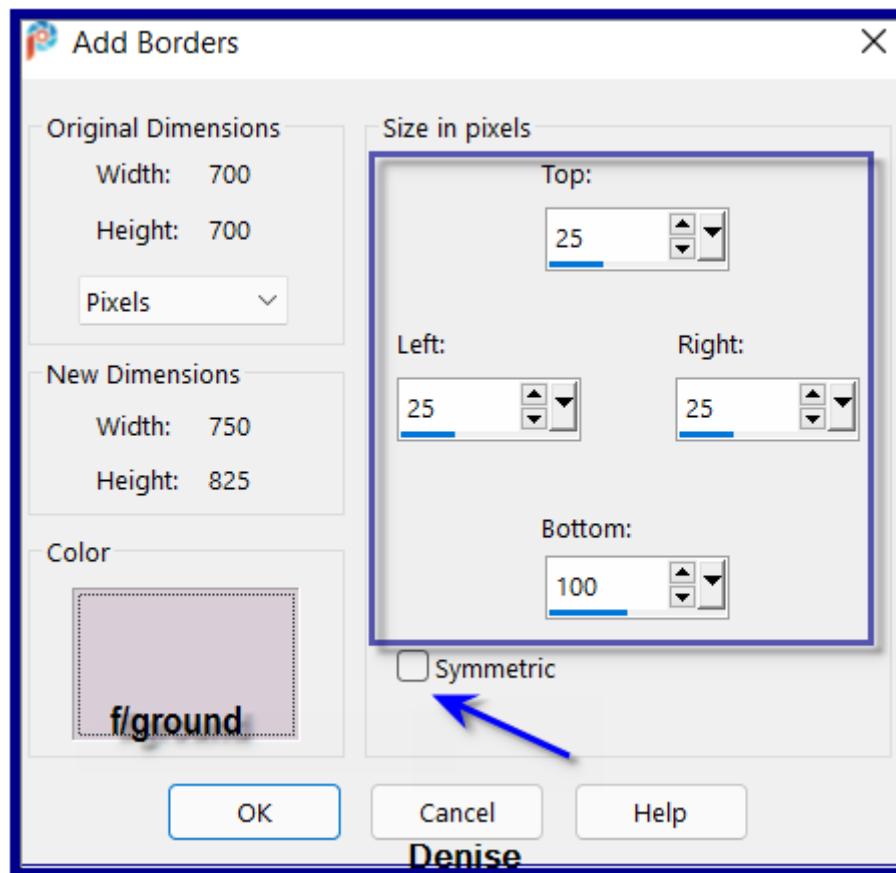 Add Borders
Original Dimensions
Width: 700
Height: 700
Pixels
New Dimensions
Width: 750
Height: 825
Color
f/ground
Size in pixels
Top:
25
Left:
25
Right:
25
Bottom:
100
Symmetric
OK
Cancel
Help
Denise